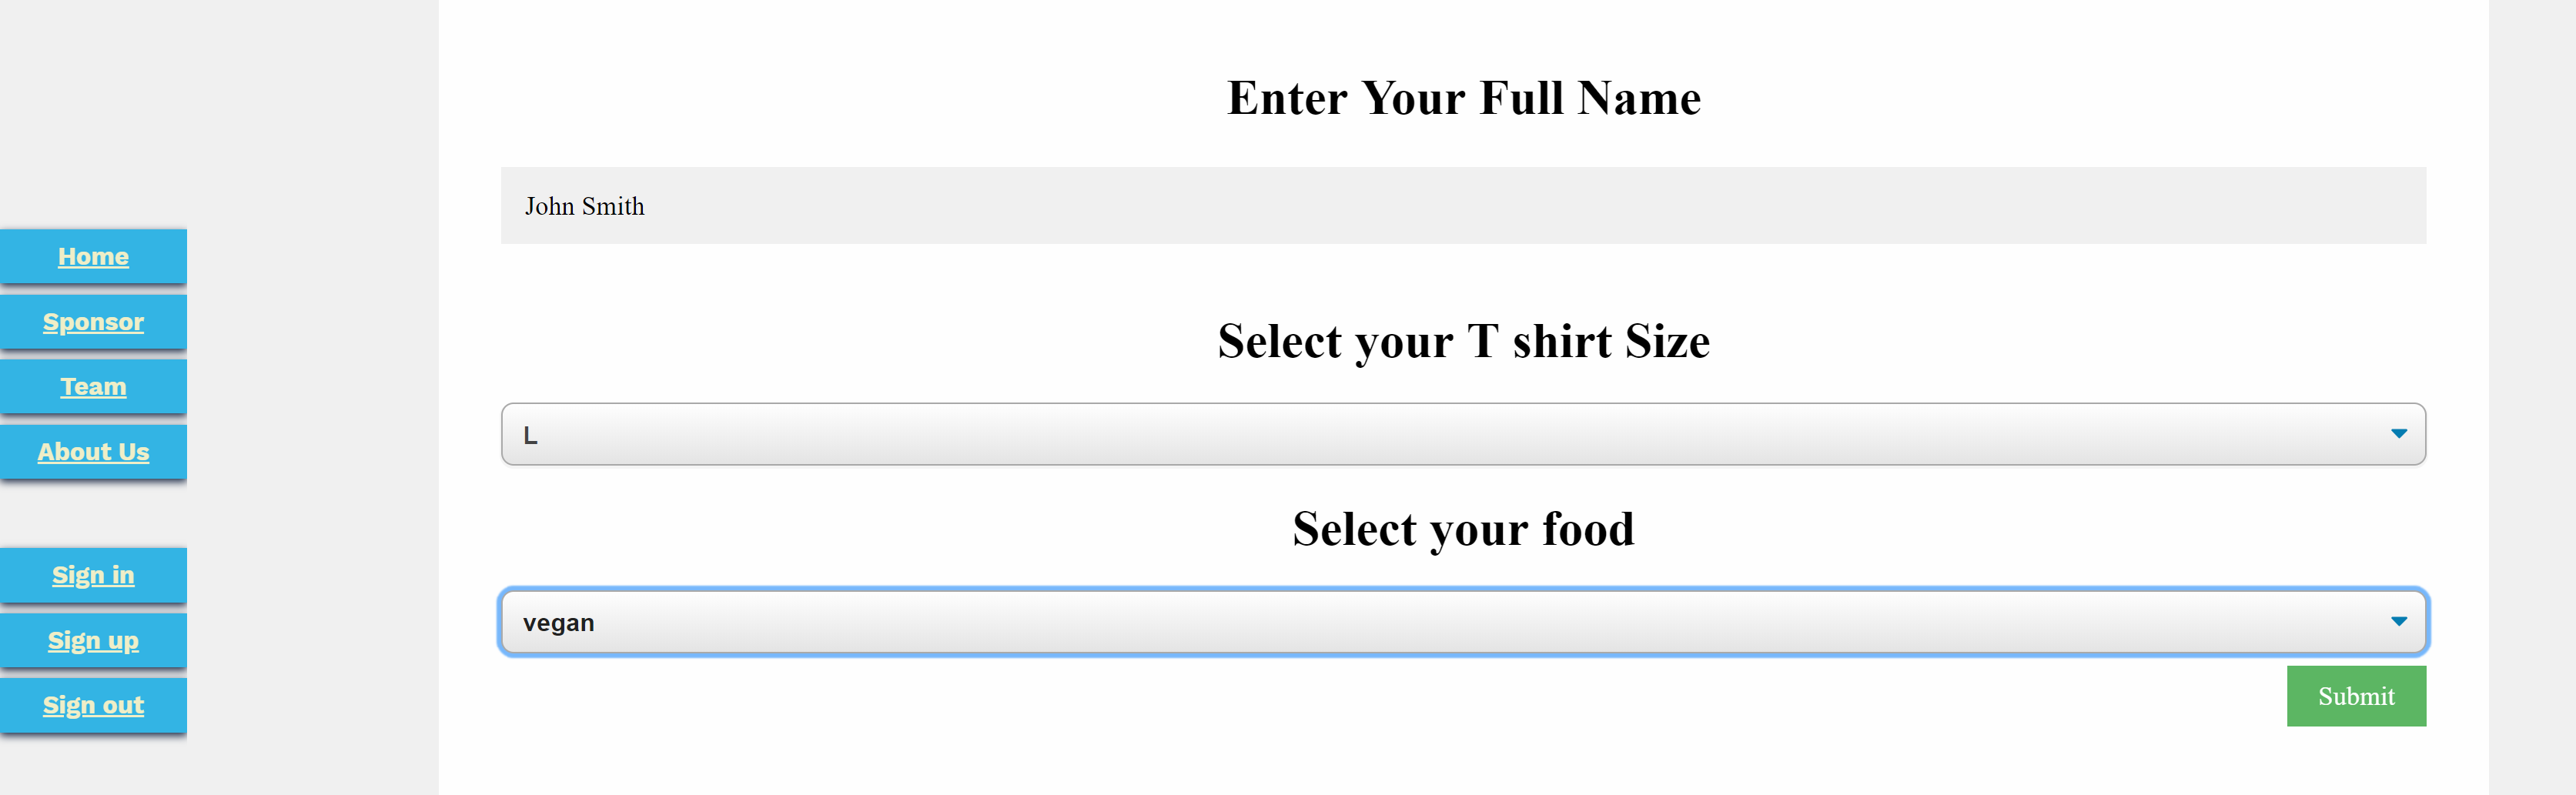 Enter Your Full Name
John Smith
Home
Sponsor
Team
About Us
Select your T shirt Size
L
Select your food
vegan
Sign in
Sign up
Sign out
Submit